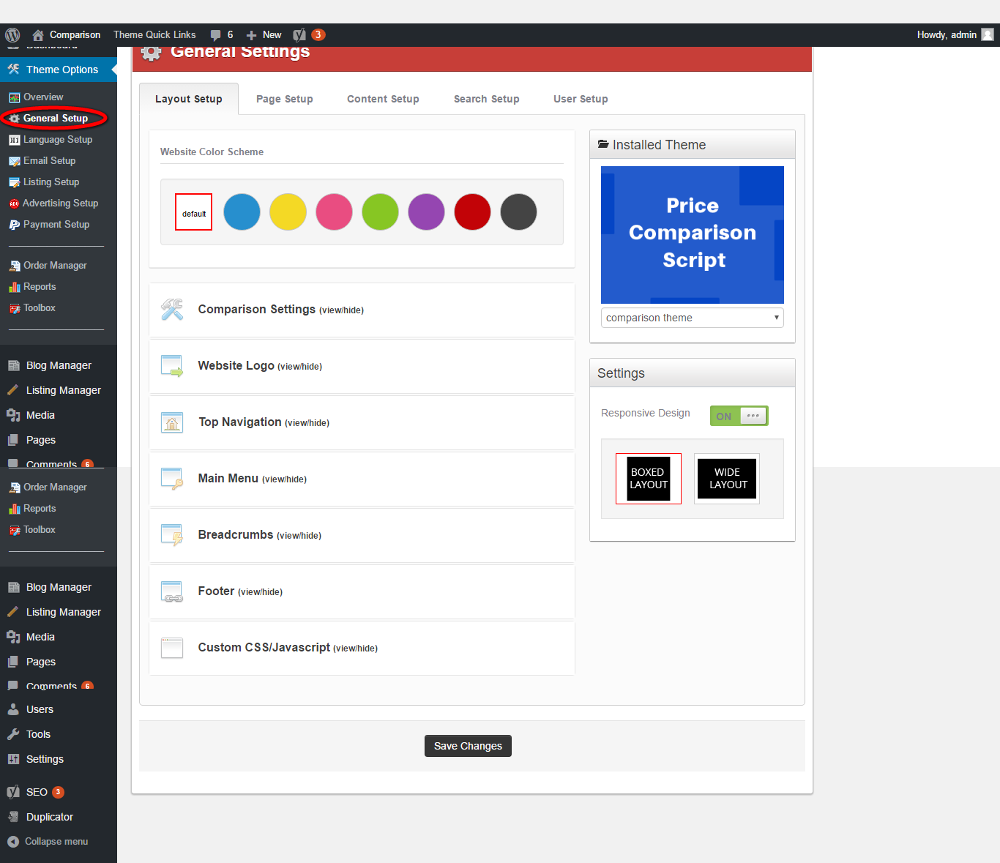 Comparison
Theme Quick Links
6
New
3
Howdy, admin
Dashboard
Theme Options
Overview
General Setup
Language Setup
Email Setup
Listing Setup
Advertising Setup
Payment Setup
Order Manager
Reports
Toolbox
Blog Manager
Listing Manager
Media
Pages
Comments 6
Order Manager
Reports
Toolbox
Blog Manager
Listing Manager
Media
Pages
Comments 6
Users
Tools
Settings
SEO 3
Duplicator
Collapse menu
General Settings
Layout Setup
Page Setup
Content Setup
Search Setup
User Setup
Website Color Scheme
default
Comparison Settings (view/hide)
Website Logo (view/hide)
Top Navigation (view/hide)
Main Menu (view/hide)
Breadcrumbs (view/hide)
Footer (view/hide)
Custom CSS/Javascript (view/hide)
Installed Theme
Price
Comparison
Script
comparison theme
Settings
Responsive Design
ON
BOXED
LAYOUT
WIDE
LAYOUT
Save Changes